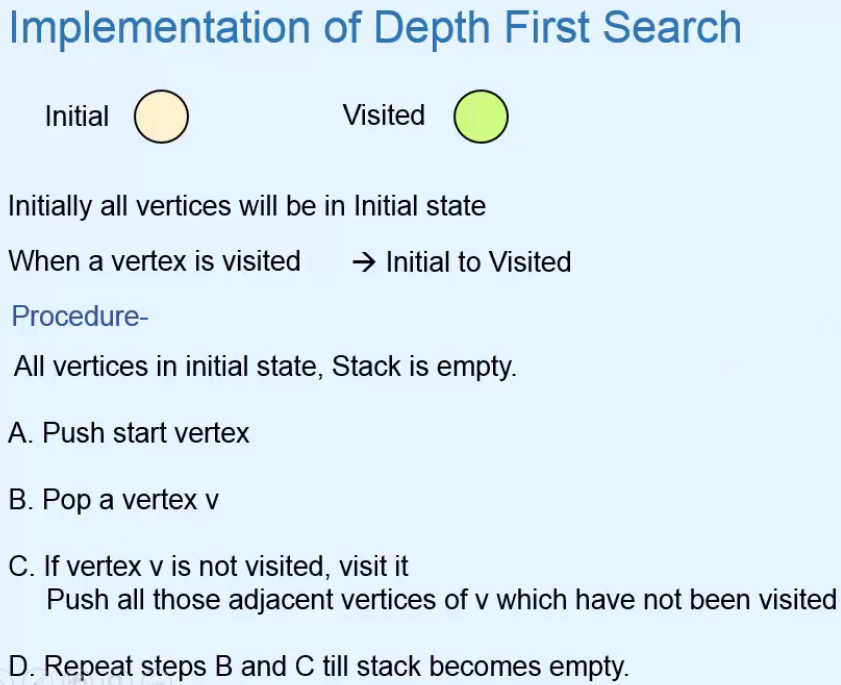 Implementation of Depth First Search
Initial Visited
Initially all vertices will be in Initial state
When a vertex is visited → Initial to Visited
Procedure-
All vertices in initial state, Stack is empty.
A. Push start vertex
B. Pop a vertex v
C. If vertex v is not visited, visit it
Push all those adjacent vertices of v which have not been visited
D. Repeat steps B and C till stack becomes empty.